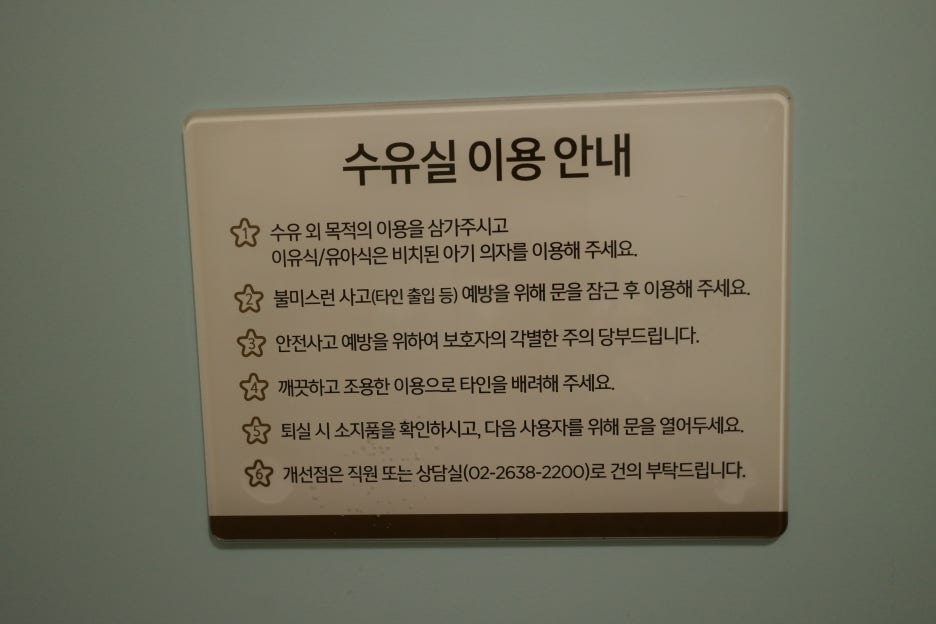 수유실 이용 안내
1 수유 외 목적의 이용을 삼가주시고
이유식/유아식은 비치된 아기 의자를 이용해 주세요.
2 불미스런 사고(타인 출입 등) 예방을 위해 문을 잠근 후 이용해 주세요.
3 안전사고 예방을 위하여 보호자의 각별한 주의 당부드립니다.
4 깨끗하고 조용한 이용으로 타인을 배려해 주세요.
5 퇴실 시 소지품을 확인하시고, 다음 사용자를 위해 문을 열어두세요.
6 개선점은 직원 또는 상담실(02-2638-2200)로 건의 부탁드립니다.